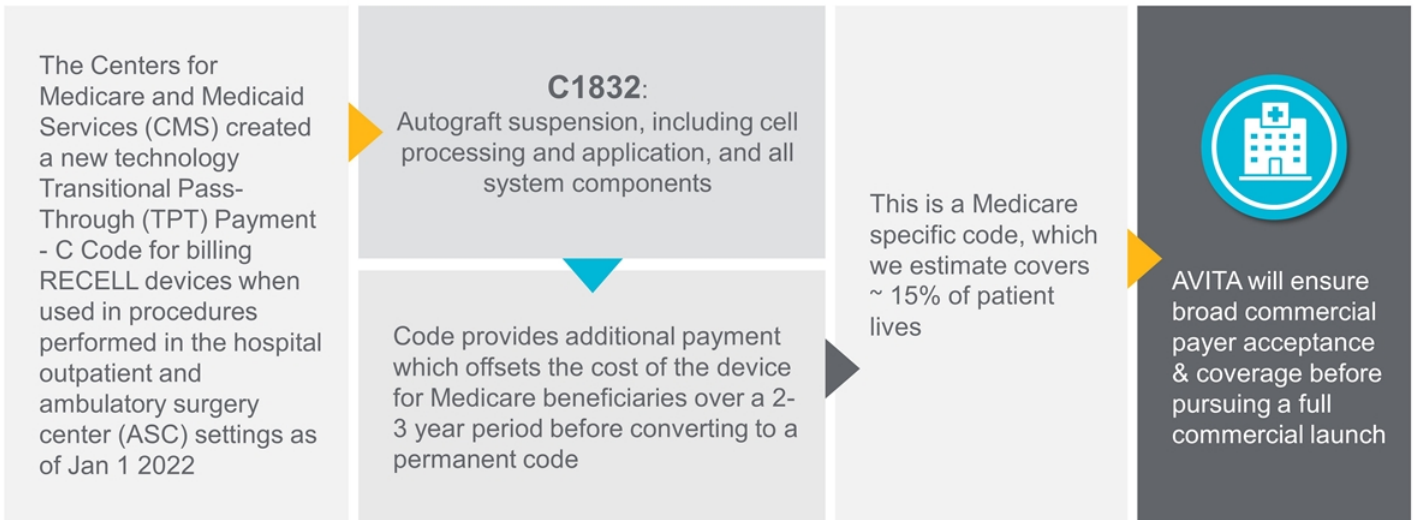 The Centers for
Medicare and Medicaid
Services (CMS) created
a new technology
Transitional Pass-
Through (TPT) Payment
- C Code for billing
RECELL devices when
used in procedures
performed in the hospital
outpatient and
ambulatory surgery
center (ASC) settings as
of Jan 1 2022
C1832:
Autograft suspension, including cell
processing and application, and all
system components
Code provides additional payment
which offsets the cost of the device
for Medicare beneficiaries over a 2-
3 year period before converting to a
permanent code
This is a Medicare
specific code, which
we estimate covers
~ 15% of patient
lives
AVITA will ensure
broad commercial
payer acceptance
& coverage before
pursuing a full
commercial launch